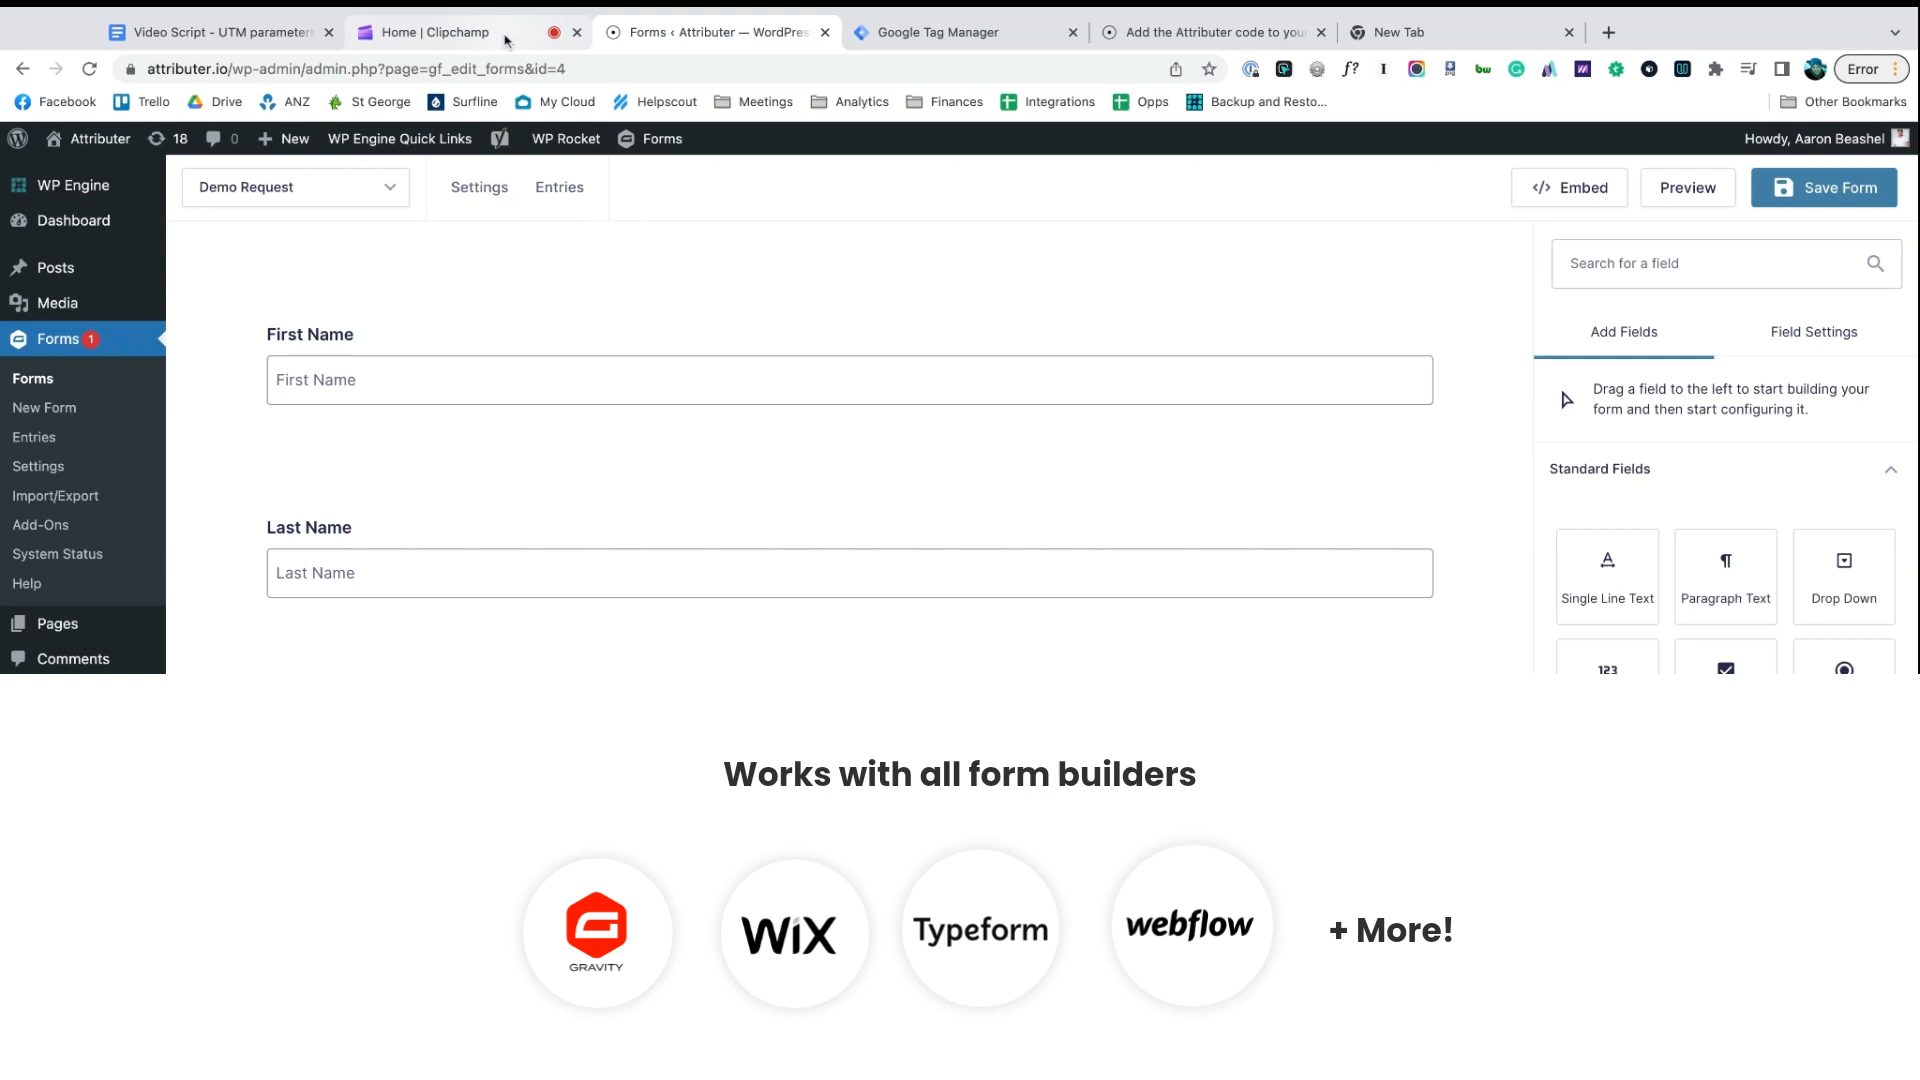 Video Script - UTM parameters
Home | Clipchamp
Forms ‹ Attributer — WordPres
Google Tag Manager
Add the Attributer code to you
New Tab
attributer.io/wp-admin/admin.php?page=gf_edit_forms&id=4
Error
Facebook
Trello
Drive
ANZ
St George
Surfline
My Cloud
Helpscout
Meetings
Analytics
Finances
Integrations
Opps
Backup and Resto...
Other Bookmarks
Attributer
18
0
New
WP Engine Quick Links
WP Rocket
Forms
Howdy, Aaron Beashel
WP Engine
Dashboard
Posts
Media
Forms 1
Forms
New Form
Entries
Settings
Import/Export
Add-Ons
System Status
Help
Pages
Comments
Demo Request
Settings
Entries
Embed
Preview
Save Form
First Name
First Name
Last Name
Last Name
Search for a field
Add Fields
Field Settings
Drag a field to the left to start building your
form and then start configuring it.
Standard Fields
Single Line Text
Paragraph Text
Drop Down
123
Works with all form builders
GRAVITY
WiX
Typeform
webflow
+ More!